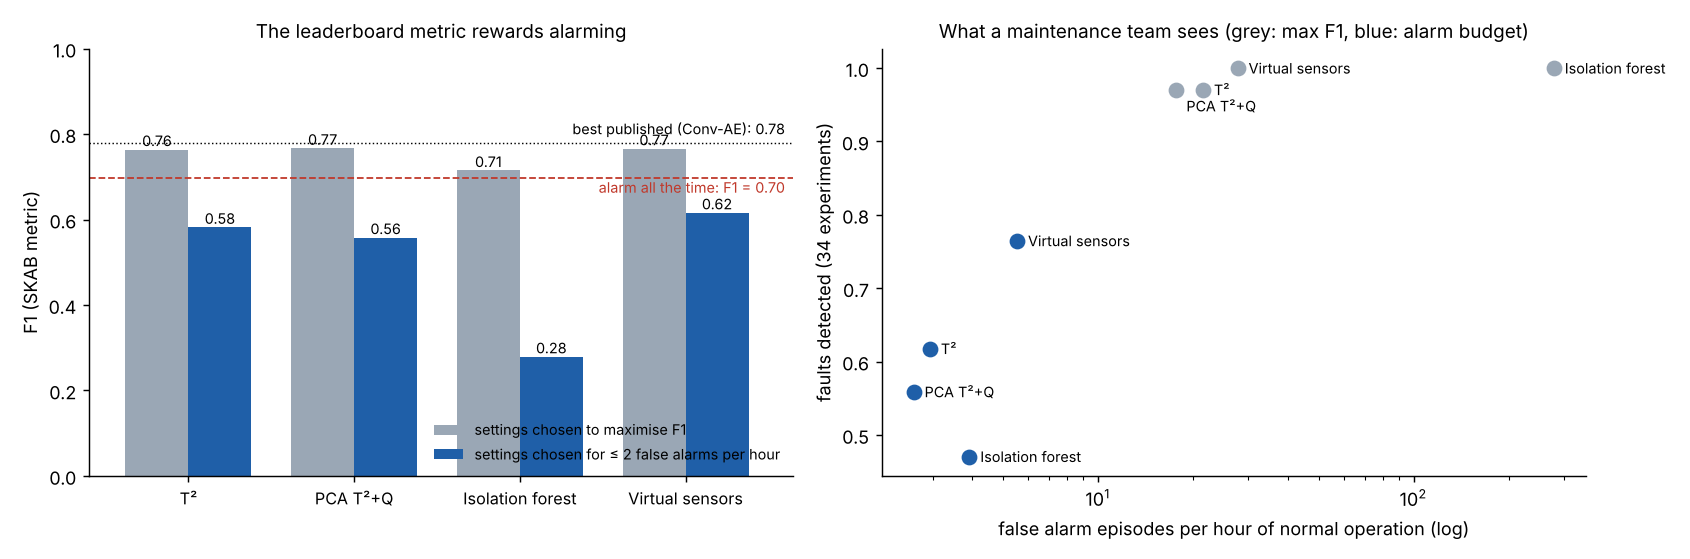 The leaderboard metric rewards alarming
F1 (SKAB metric)
1.0
0.8
0.6
0.4
0.2
0.0
best published (Conv-AE): 0.78
alarm all the time: F1 = 0.70
0.76
0.58
0.77
0.56
0.71
0.28
0.77
0.62
settings chosen to maximise F1
settings chosen for ≤ 2 false alarms per hour
T²
PCA T²+Q
Isolation forest
Virtual sensors
What a maintenance team sees (grey: max F1, blue: alarm budget)
faults detected (34 experiments)
1.0
0.9
0.8
0.7
0.6
0.5
Virtual sensors
Isolation forest
T²
PCA T²+Q
Virtual sensors
T²
PCA T²+Q
Isolation forest
10¹
10²
false alarm episodes per hour of normal operation (log)